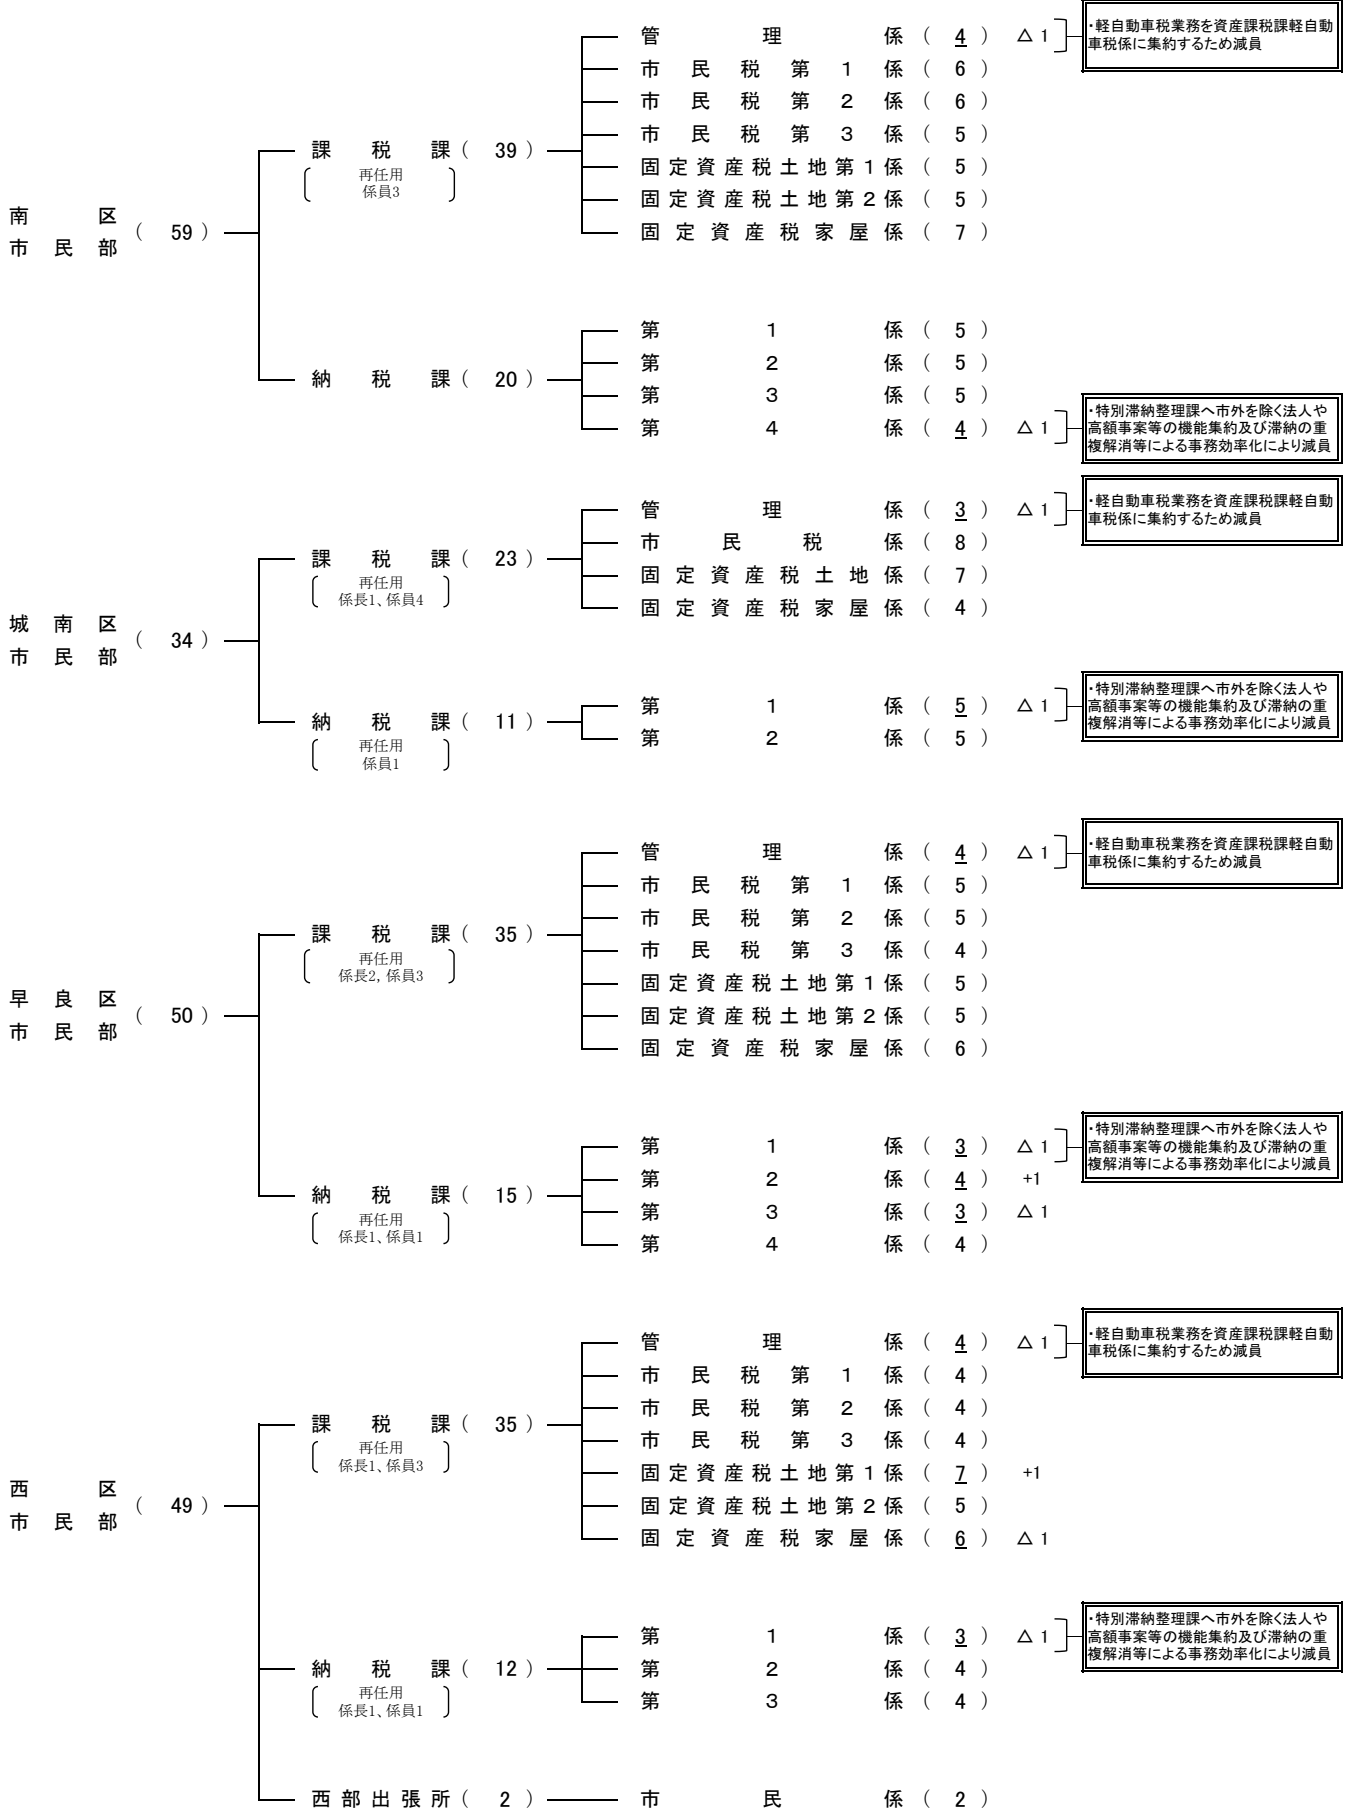 管理係（4）△1
・軽自動車税業務を資産課税課軽自動
車税係に集約するため減員
市民税第1係（6）
市民税第2係（6）
市民税第3係（5）
課税課（39）
再任用
係員3
固定資産税土地第1係（5）
固定資産税土地第2係（5）
固定資産税家屋係（7）
南区
市民部
（59）
第1係（5）
第2係（5）
納税課（20）
第3係（5）
第4係（4）△1
・特別滞納整理課へ市外を除く法人や
高額事案等の機能集約及び滞納の重
複解消等による事務効率化により減員
管理係（3）△1
・軽自動車税業務を資産課税課軽自動
車税係に集約するため減員
市民税係（8）
課税課（23）
再任用
係長1、係員4
固定資産税土地係（7）
固定資産税家屋係（4）
城南区
市民部
（34）
第1係（5）△1
・特別滞納整理課へ市外を除く法人や
高額事案等の機能集約及び滞納の重
複解消等による事務効率化により減員
納税課（11）
再任用
係員1
第2係（5）
管理係（4）△1
・軽自動車税業務を資産課税課軽自動
車税係に集約するため減員
市民税第1係（5）
市民税第2係（5）
課税課（35）
再任用
係長2,係員3
市民税第3係（4）
固定資産税土地第1係（5）
固定資産税土地第2係（5）
固定資産税家屋係（6）
早良区
市民部
（50）
第1係（3）△1
・特別滞納整理課へ市外を除く法人や
高額事案等の機能集約及び滞納の重
複解消等による事務効率化により減員
第2係（4）+1
納税課（15）
再任用
係長1、係員1
第3係（3）△1
第4係（4）
管理係（4）△1
・軽自動車税業務を資産課税課軽自動
車税係に集約するため減員
市民税第1係（4）
市民税第2係（4）
課税課（35）
再任用
係長1、係員3
市民税第3係（4）
固定資産税土地第1係（7）+1
固定資産税土地第2係（5）
固定資産税家屋係（6）△1
西区
市民部
（49）
第1係（3）△1
・特別滞納整理課へ市外を除く法人や
高額事案等の機能集約及び滞納の重
複解消等による事務効率化により減員
納税課（12）
再任用
係長1、係員1
第2係（4）
第3係（4）
西部出張所（2）
市民係（2）